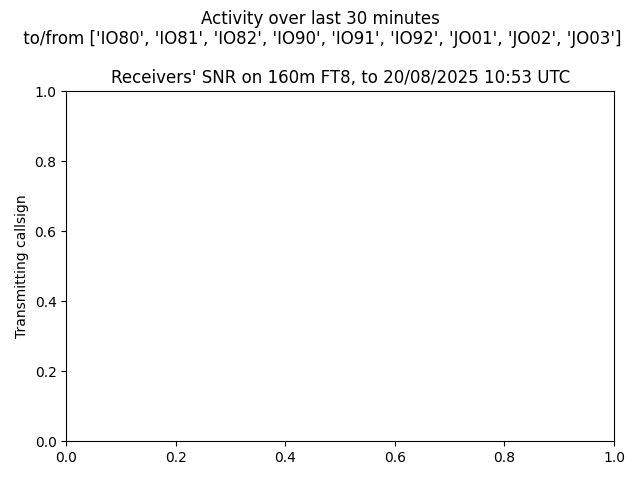 Activity over last 30 minutes
to/from ['IO80', 'IO81', 'IO82', 'IO90', 'IO91', 'IO92', 'JO01', 'JO02', 'JO03']
Receivers' SNR on 160m FT8, to 20/08/2025 10:53 UTC
1.0
0.8
0.6
0.4
0.2
0.0
Transmitting callsign
0.0 0.2 0.4 0.6 0.8 1.0